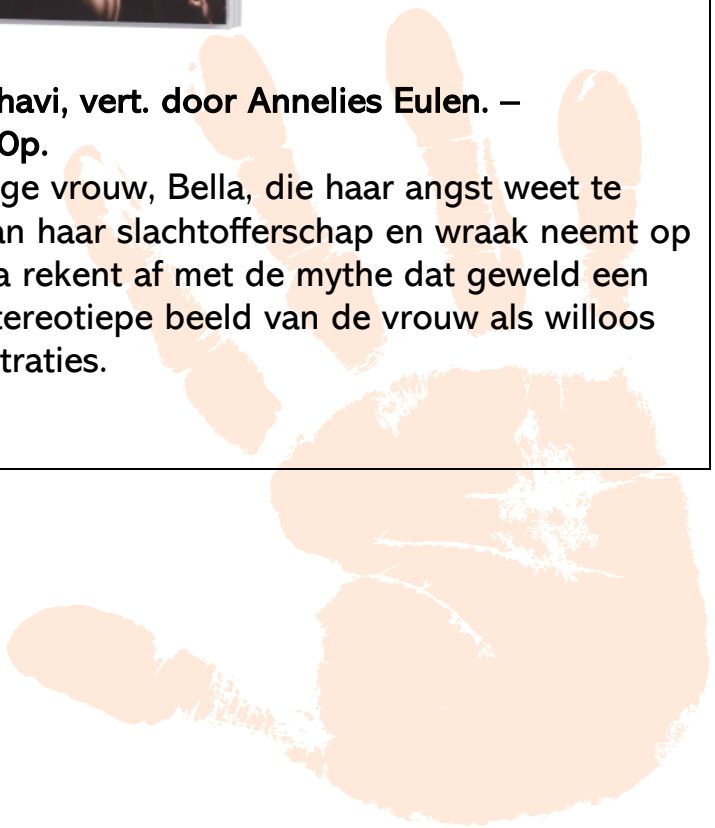 havi, vert. door Annelies Eulen. –
Op.
ge vrouw, Bella, die haar angst weet te
an haar slachtofferschap en wraak neemt op
a rekent af met de mythe dat geweld een
tereotiepe beeld van de vrouw als willoos
traties.